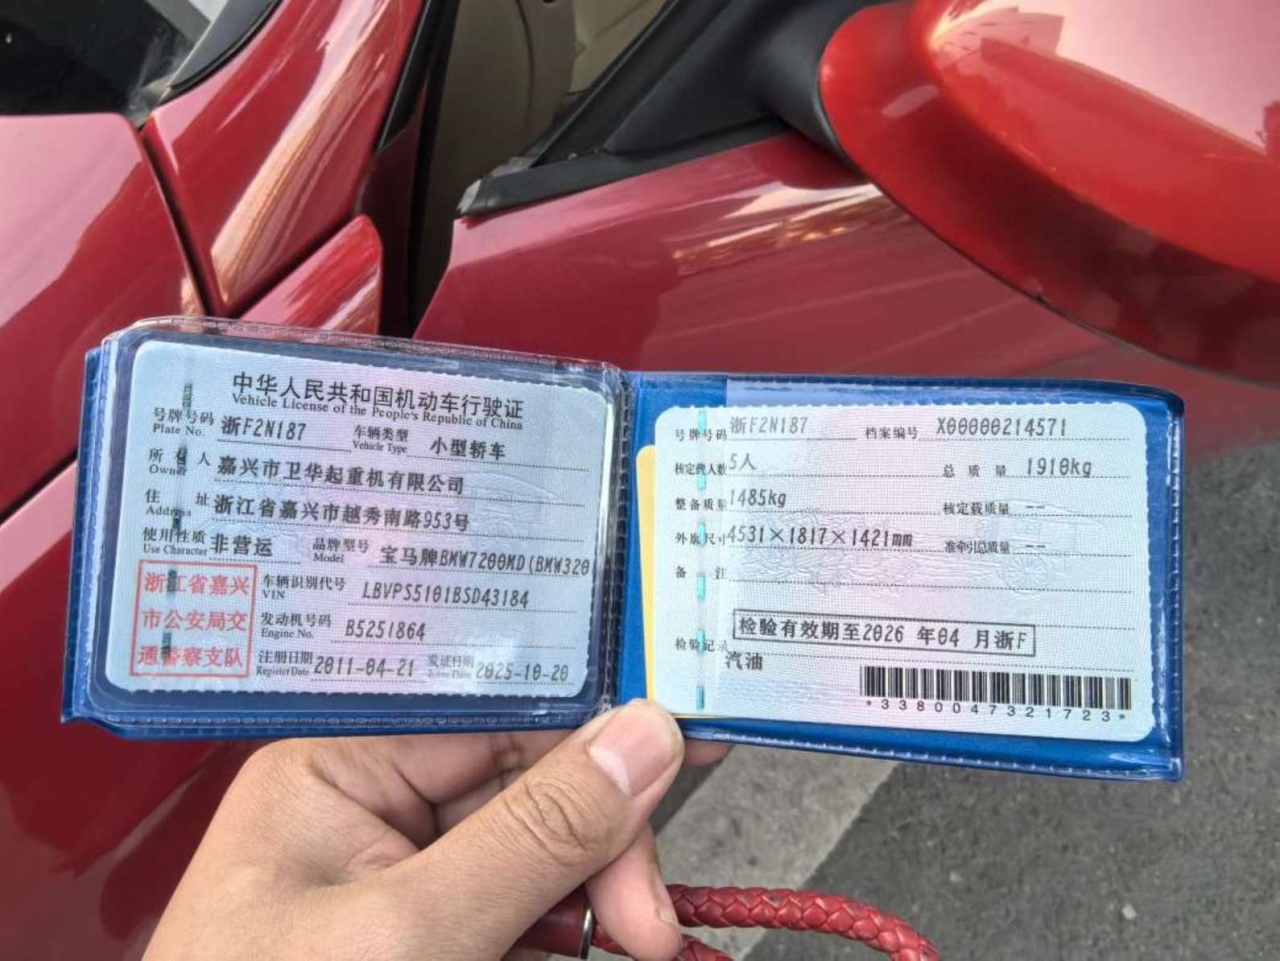 中华人民共和国机动车行驶证
Vehicle License of the People's Republic of China
号牌号码 浙F2N187 车辆类型 小型轿车
Plate No. Vehicle Type
所有人 嘉兴市卫华起重机有限公司
Owner
住址 浙江省嘉兴市越秀南路953号
Address
使用性质 非营运 品牌型号 宝马牌BMW7200MD(BMW320
Use Character Model
浙江省嘉兴
市公安局交
通警察支队
车辆识别代号 LBVPS5101BSD43184
VIN
发动机号码 B5251864
Engine No.
注册日期 2011-04-21 发证日期 2025-10-20
Register Date Issue Date
号牌号码 浙F2N187 档案编号 X00000214571
核定载人数 5人 总质量 1910kg
整备质量 1485kg 核定载质量 --
外廓尺寸 4531×1817×1421mm 准牵引总质量 --
备注
检验有效期至2026 年04 月浙F
检验记录
汽油
*3380047321723*